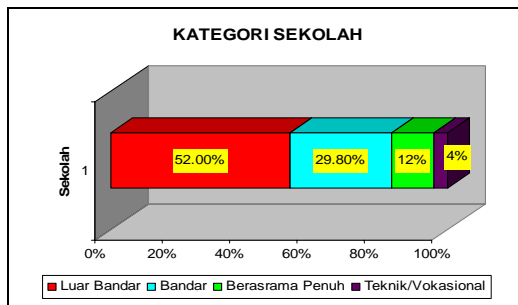 KATEGORI SEKOLAH
Sekolah
1
52.00%
29.80%
12%
4%
0%
20%
40%
60%
80%
100%
Luar Bandar
Bandar
Berasrama Penuh
Teknik/Vokasional